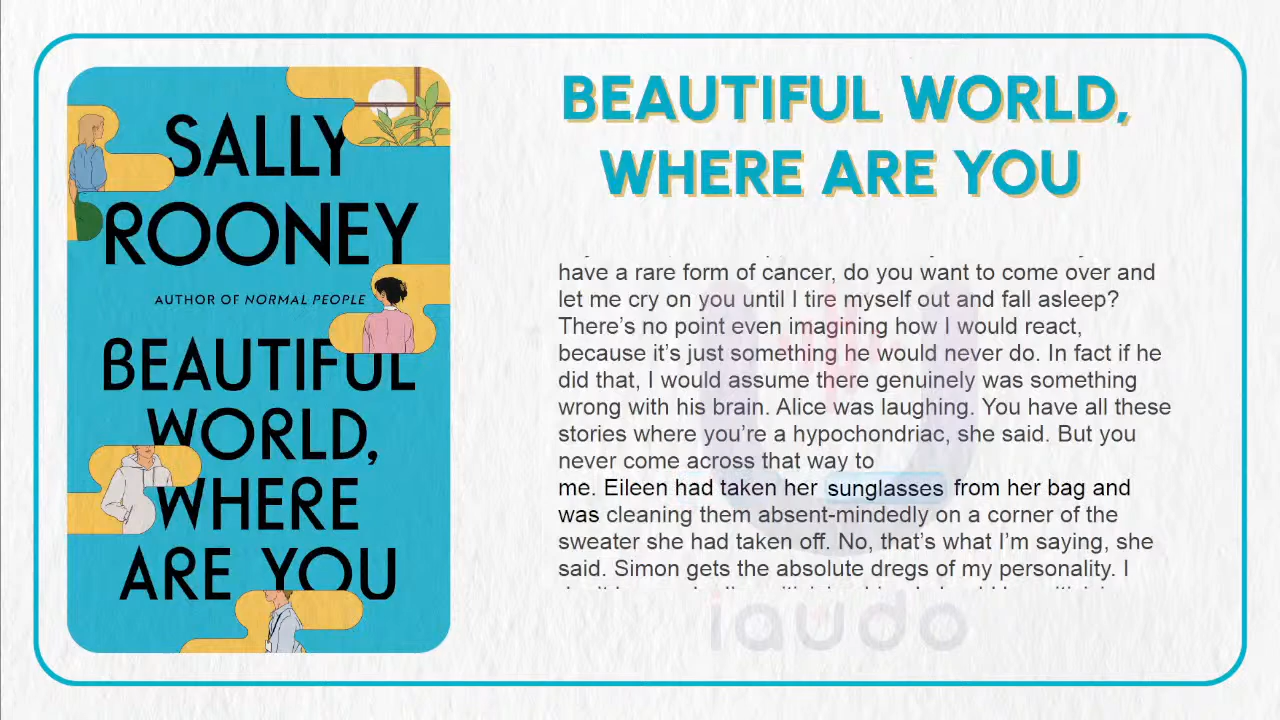 SALLY
ROONEY
AUTHOR OF NORMAL PEOPLE
BEAUTIFUL
WORLD,
WHERE
ARE YOU
BEAUTIFUL WORLD,
WHERE ARE YOU
have a rare form of cancer, do you want to come over and
let me cry on you until I tire myself out and fall asleep?
There’s no point even imagining how I would react,
because it’s just something he would never do. In fact if he
did that, I would assume there genuinely was something
wrong with his brain. Alice was laughing. You have all these
stories where you’re a hypochondriac, she said. But you
never come across that way to
me. Eileen had taken her sunglasses from her bag and
was cleaning them absent-mindedly on a corner of the
sweater she had taken off. No, that’s what I’m saying, she
said. Simon gets the absolute dregs of my personality. I
iaudo